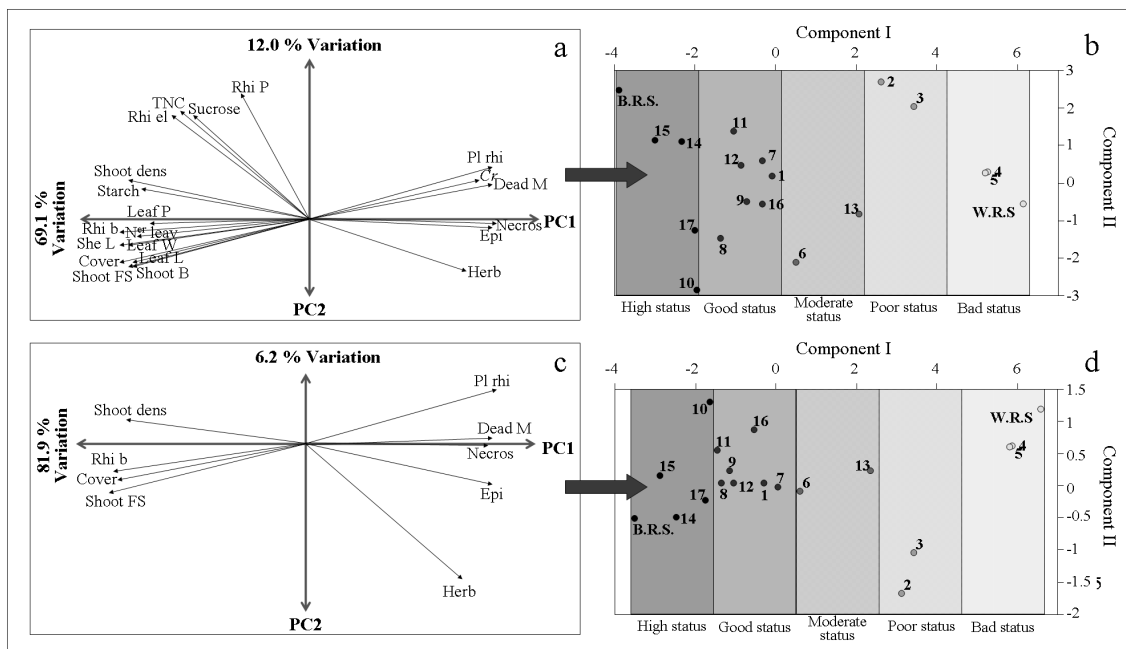 12.0 % Variation
a
Rhi P
TNC
Sucrose
Rhi el
Shoot dens
Starch
Pl rhi
Cr
Dead M
69.1 %
Variation
PC1
Leaf P
Rhi b
Nr leav
She L
Leaf W
Cover
Leaf L
Shoot FS
Shoot B
Necros
Epi
Herb
PC2
Component I
b
-4
-2
0
2
4
6
B.R.S.
15
14
11
12
7
1
9
16
17
8
10
6
13
2
3
4
5
W.R.S
3
2
1
0
-1
-2
-3
Component II
High status
Good status
Moderate
status
Poor status
Bad status
6.2 % Variation
c
Pl rhi
Shoot dens
Dead M
81.9 %
Variation
PC1
Rhi b
Necros
Cover
Shoot FS
Epi
Herb
PC2
Component I
d
-4
-2
0
2
4
6
10
16
11
15
9
17
8
12
1
7
6
13
B.R.S.
14
3
2
W.R.S
4
5
1.5
1
0.5
0
-0.5
-1
-1.5
-2
5
Component II
High status
Good status
Moderate
status
Poor status
Bad status